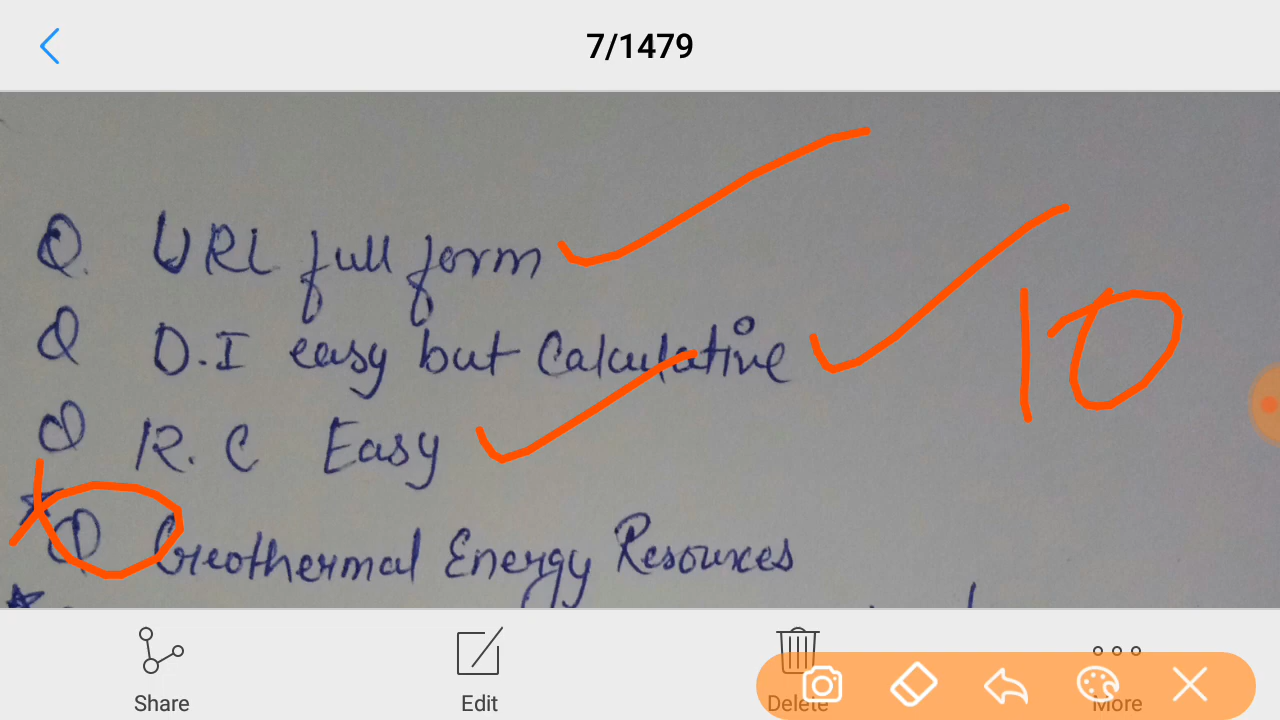 7/1479
Q. URL full form
Q D.I easy but Calculative
10
Q R.C Easy
Q Geothermal Energy Resources
Share
Edit
Delete
More